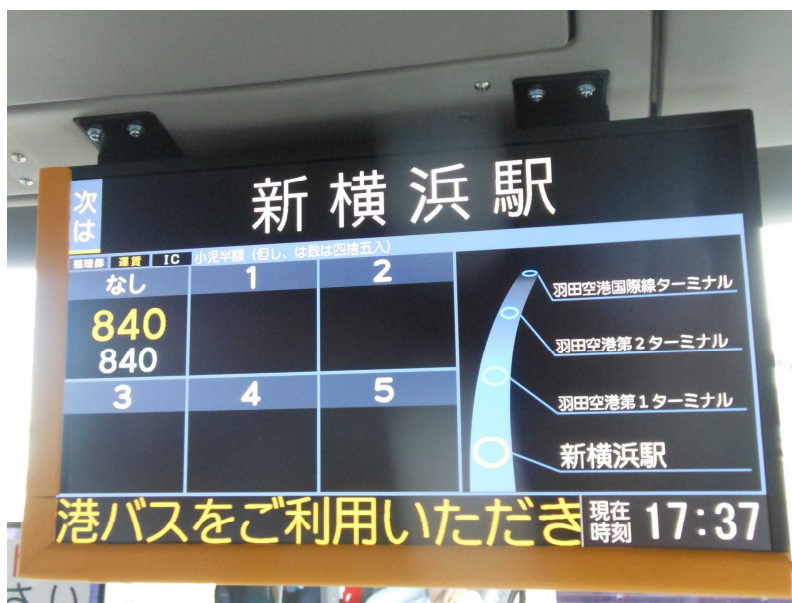 次は
新横浜駅
整理券 運賃 IC 小児半額（但し、は数は四捨五入）
なし 1 2
840
840
3 4 5
羽田空港国際線ターミナル
羽田空港第２ターミナル
羽田空港第１ターミナル
新横浜駅
港バスをご利用いただき
現在時刻 17:37
さい